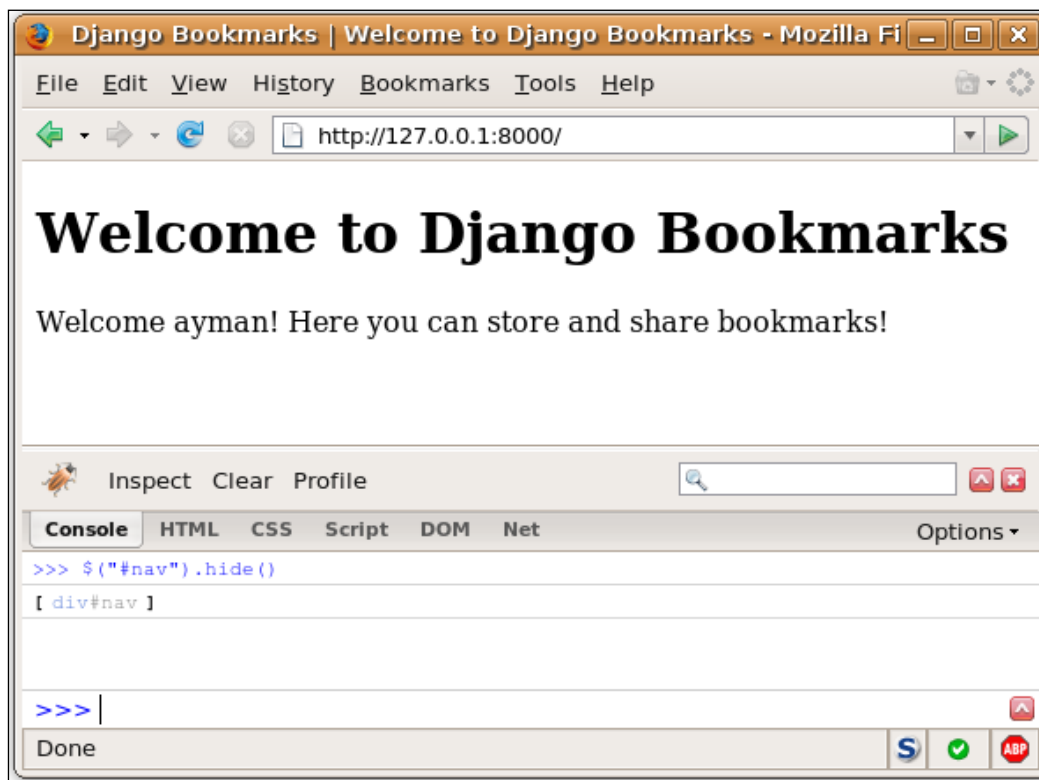 Django Bookmarks | Welcome to Django Bookmarks - Mozilla Fi
File Edit View History Bookmarks Tools Help
http://127.0.0.1:8000/
Welcome to Django Bookmarks
Welcome ayman! Here you can store and share bookmarks!
Inspect Clear Profile
Console HTML CSS Script DOM Net Options
>>> $("#nav").hide()
[ div#nav ]
>>>
Done S ABP